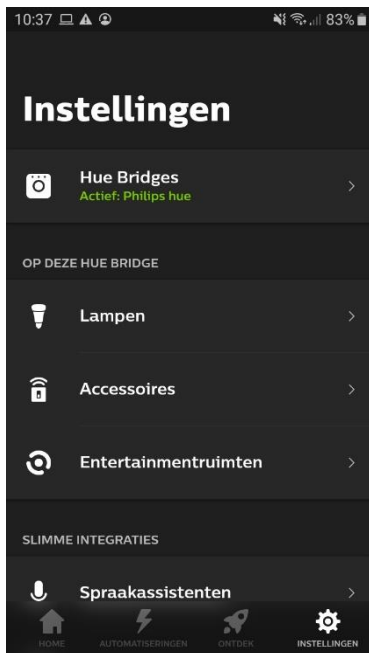 10:37 83%
Instellingen
Hue Bridges
Actief: Philips hue
OP DEZE HUE BRIDGE
Lampen
Accessoires
Entertainmentruimten
SLIMME INTEGRATIES
Spraakassistenten
HOME AUTOMATISERINGEN ONTDEK INSTELLINGEN